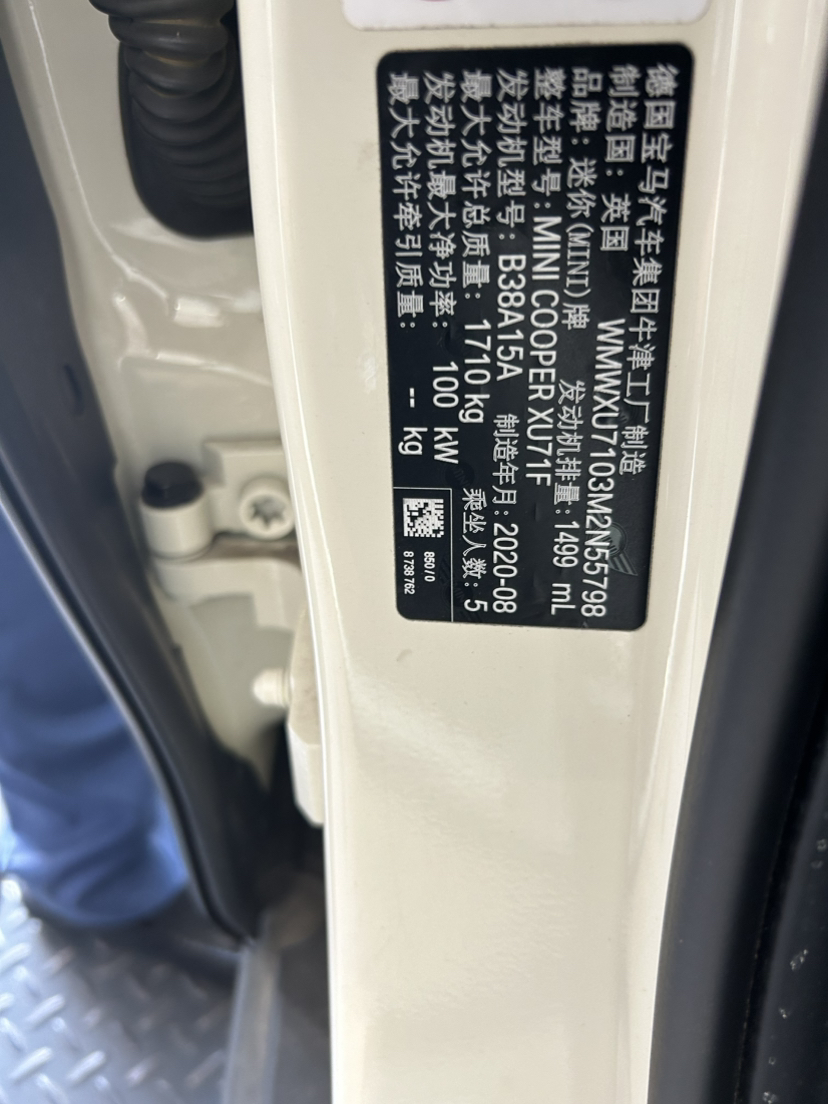 德国宝马汽车集团牛津工厂制造
制造国：英国 WMWXU7103M2N55798
品牌：迷你(MINI)牌 发动机排量：1499 mL
整车型号：MINI COOPER XU71F
发动机型号：B38A15A 制造年月：2020-08
最大允许总质量：1710 kg 乘坐人数：5
发动机最大净功率：100 kW
最大允许牵引质量：-- kg
850/0
8 738 762